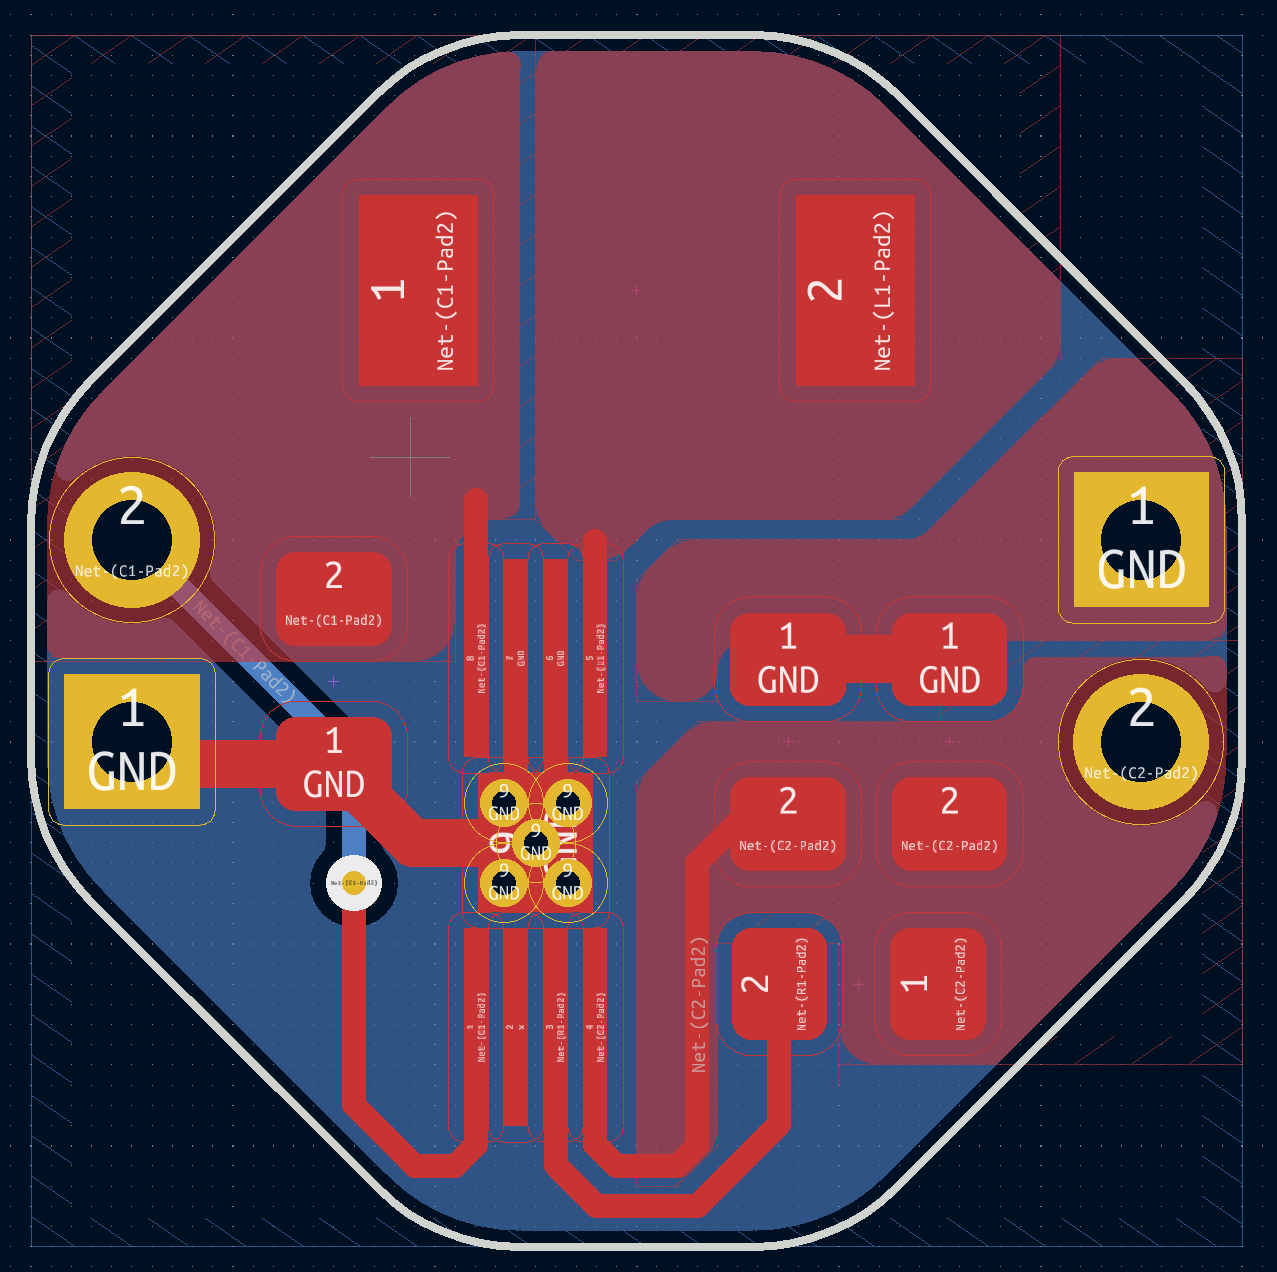 1
Net-(C1-Pad2)
2
Net-(L1-Pad2)
2
Net-(C1-Pad2)
1
GND
2
Net-(C1-Pad2)
Net-(C1-Pad2)
8
Net-(C1-Pad2)
7
GND
6
GND
5
Net-(L1-Pad2)
1
GND
1
GND
1
GND
1
GND
2
Net-(C2-Pad2)
9
GND
9
GND
9
GND
9
GND
9
GND
9
2
Net-(C2-Pad2)
2
Net-(C2-Pad2)
1
Net-(C1-Pad2)
2
x
3
Net-(R1-Pad2)
4
Net-(C2-Pad2)
Net-(C2-Pad2)
2
Net-(R1-Pad2)
1
Net-(C2-Pad2)